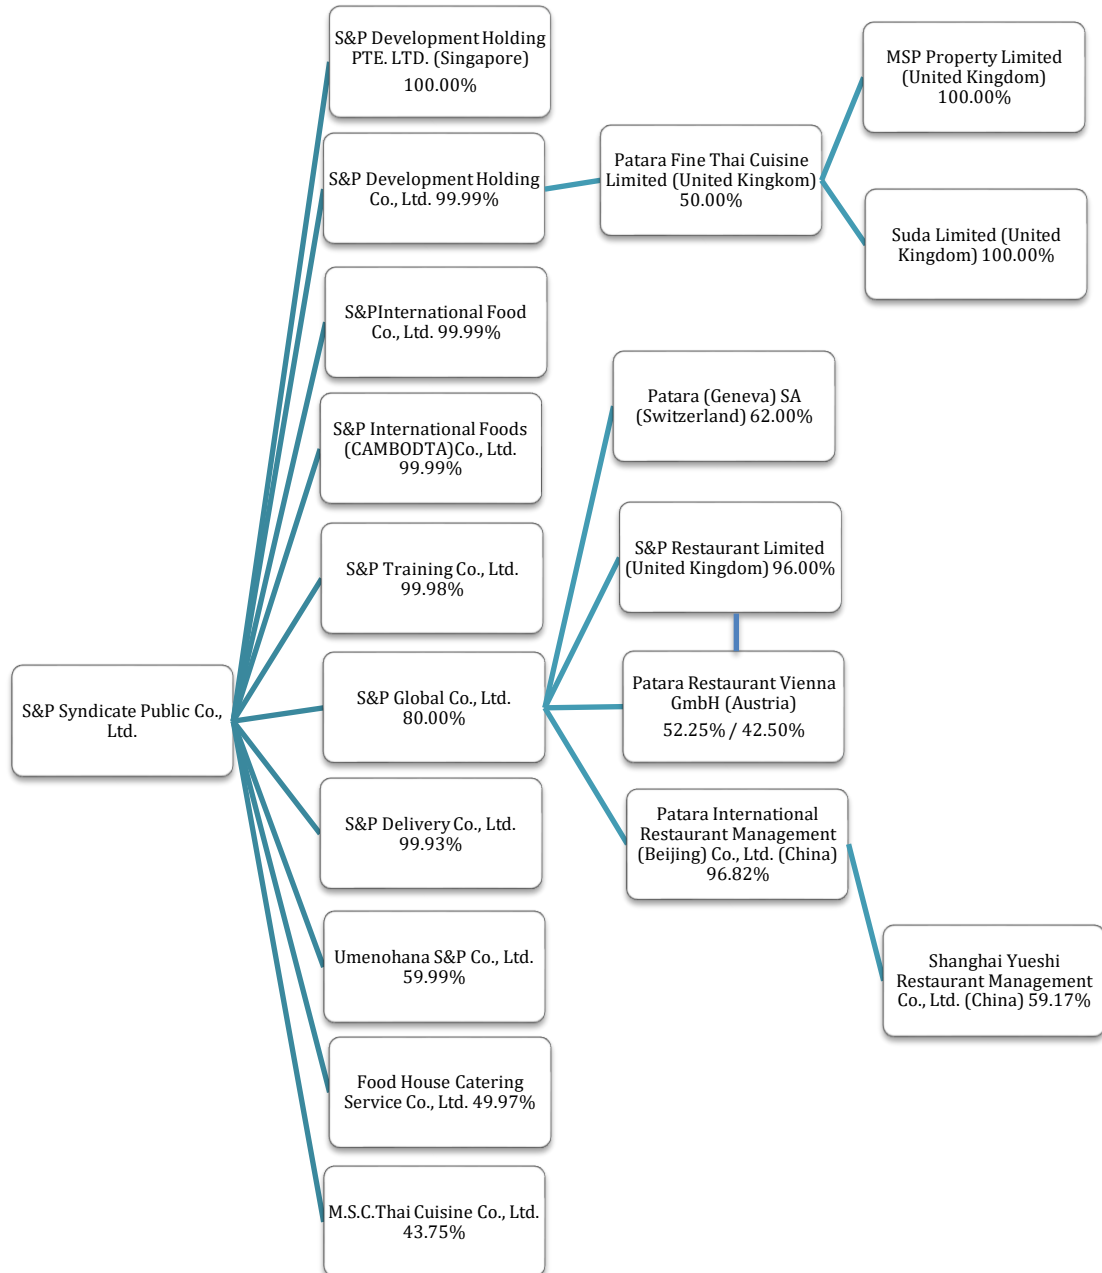 S&P Syndicate Public Co.,
Ltd.
S&P Development Holding
PTE. LTD. (Singapore)
100.00%
S&P Development Holding
Co., Ltd. 99.99%
S&PInternational Food
Co., Ltd. 99.99%
S&P International Foods
(CAMBODTA)Co., Ltd.
99.99%
S&P Training Co., Ltd.
99.98%
S&P Global Co., Ltd.
80.00%
S&P Delivery Co., Ltd.
99.93%
Umenohana S&P Co., Ltd.
59.99%
Food House Catering
Service Co., Ltd. 49.97%
M.S.C.Thai Cuisine Co., Ltd.
43.75%
Patara Fine Thai Cuisine
Limited (United Kingkom)
50.00%
Patara (Geneva) SA
(Switzerland) 62.00%
S&P Restaurant Limited
(United Kingdom) 96.00%
Patara Restaurant Vienna
GmbH (Austria)
52.25% / 42.50%
Patara International
Restaurant Management
(Beijing) Co., Ltd. (China)
96.82%
MSP Property Limited
(United Kingdom)
100.00%
Suda Limited (United
Kingdom) 100.00%
Shanghai Yueshi
Restaurant Management
Co., Ltd. (China) 59.17%